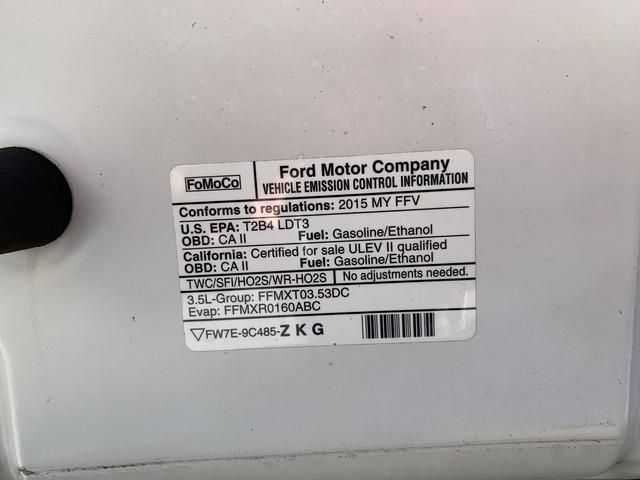 FoMoCo
Ford Motor Company
VEHICLE EMISSION CONTROL INFORMATION
Conforms to regulations: 2015 MY FFV
U.S. EPA: T2B4 LDT3
OBD: CA II Fuel: Gasoline/Ethanol
California: Certified for sale ULEV II qualified
OBD: CA II Fuel: Gasoline/Ethanol
TWC/SFI/HO2S/WR-HO2S No adjustments needed.
3.5L-Group: FFMXT03.53DC
Evap: FFMXR0160ABC
FW7E-9C485-Z K G